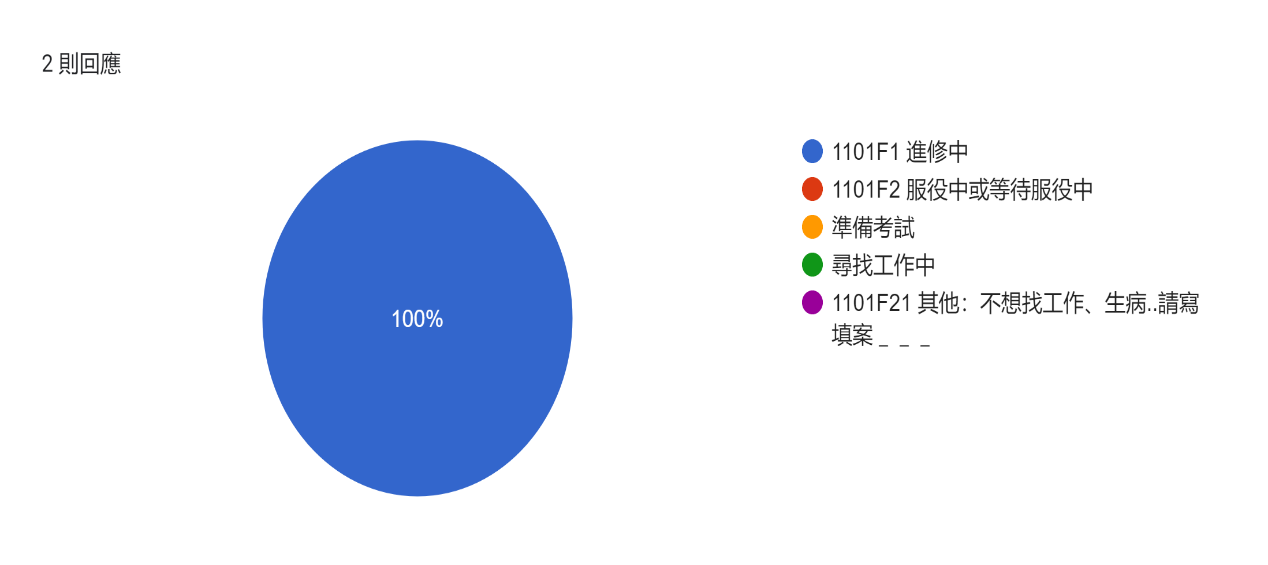 2 則回應
100%
1101F1 進修中
1101F2 服役中或等待服役中
準備考試
尋找工作中
1101F21 其他：不想找工作、生病..請寫
填案 _ _ _